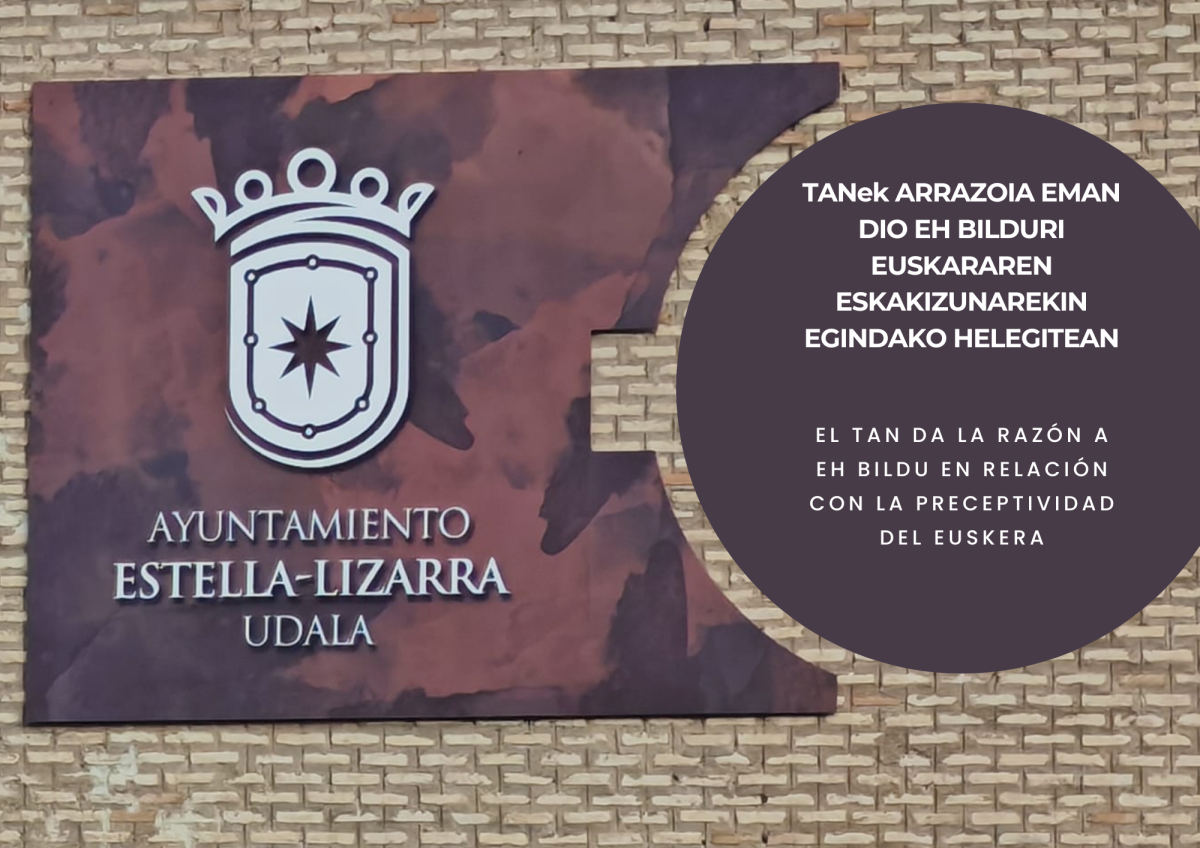 AYUNTAMIENTO
ESTELLA-LIZARRA
UDALA
TANek ARRAZOIA EMAN
DIO EH BILDURI
EUSKARAREN
ESKAKIZUNAREKIN
EGINDAKO HELEGITEAN
EL TAN DA LA RAZÓN A
EH BILDU EN RELACIÓN
CON LA PRECEPTIVIDAD
DEL EUSKERA